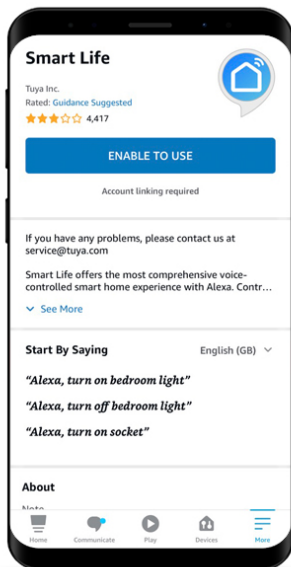 Smart Life
Tuya Inc.
Rated: Guidance Suggested
4,417
ENABLE TO USE
Account linking required
If you have any problems, please contact us at
service@tuya.com
Smart Life offers the most comprehensive voice-
controlled smart home experience with Alexa. Contr...
See More
Start By Saying English (GB)
“Alexa, turn on bedroom light”
“Alexa, turn off bedroom light”
“Alexa, turn on socket”
About
Note
Home Communicate Play Devices More